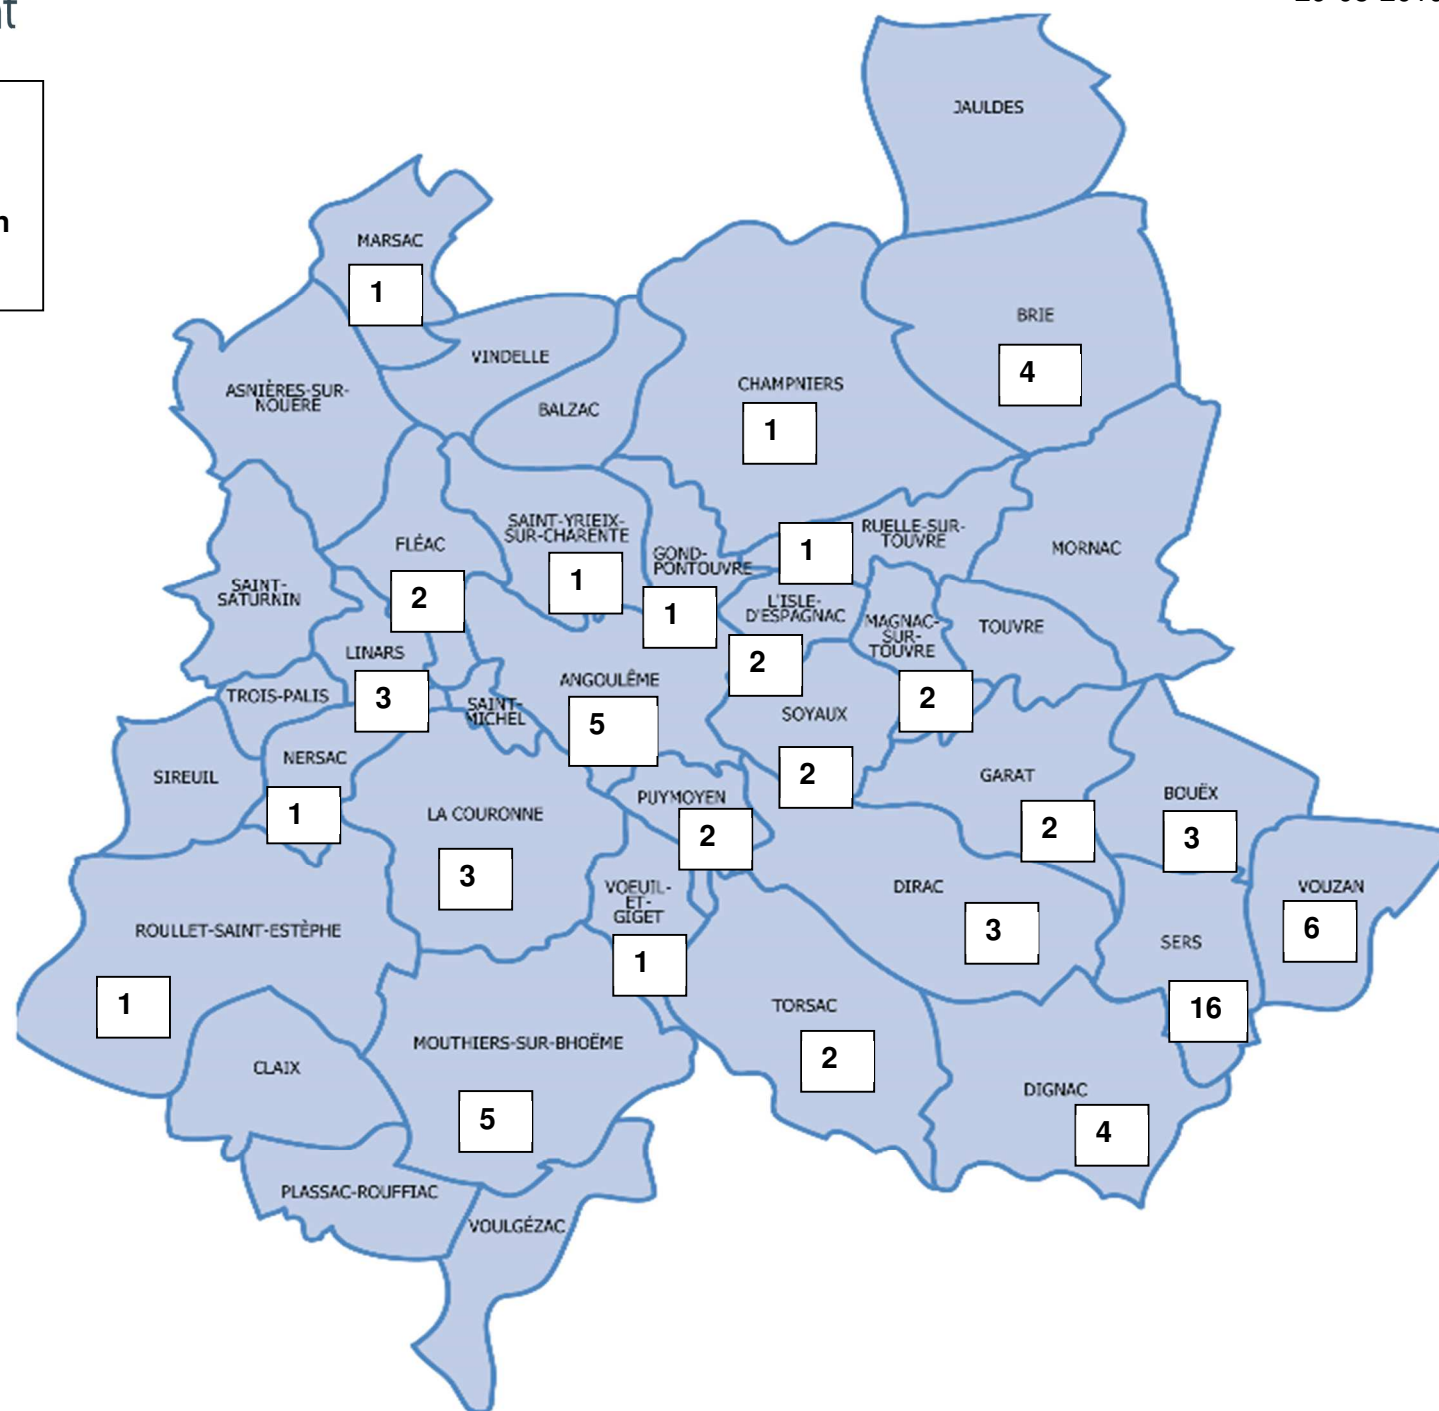 JAULDES
MARSAC
1
BRIE
4
VINDELLE
ASNIÈRES-SUR-
NOUERE
CHAMPNIERS
1
BALZAC
SAINT-YRIEIX-
SUR-CHARENTE
1
RUELLE-SUR-
TOUVRE
1
FLÉAC
2
GOND-
PONTOUVRE
1
MORNAC
SAINT-
SATURNIN
L'ISLE-
D'ESPAGNAC
2
MAGNAC-
SUR-
TOUVRE
2
TOUVRE
LINARS
3
TROIS-PALIS
SAINT-
MICHEL
ANGOULÊME
5
SOYAUX
2
NERSAC
1
SIREUIL
GARAT
2
PUYMOYEN
2
BOUËX
3
LA COURONNE
3
VOEUIL-
ET-
GIGET
1
DIRAC
3
VOUZAN
6
ROULLET-SAINT-ESTÈPHE
1
SERS
16
TORSAC
2
MOUTHIERS-SUR-BHOËME
5
CLAIX
DIGNAC
4
PLASSAC-ROUFFIAC
VOULGÉZAC